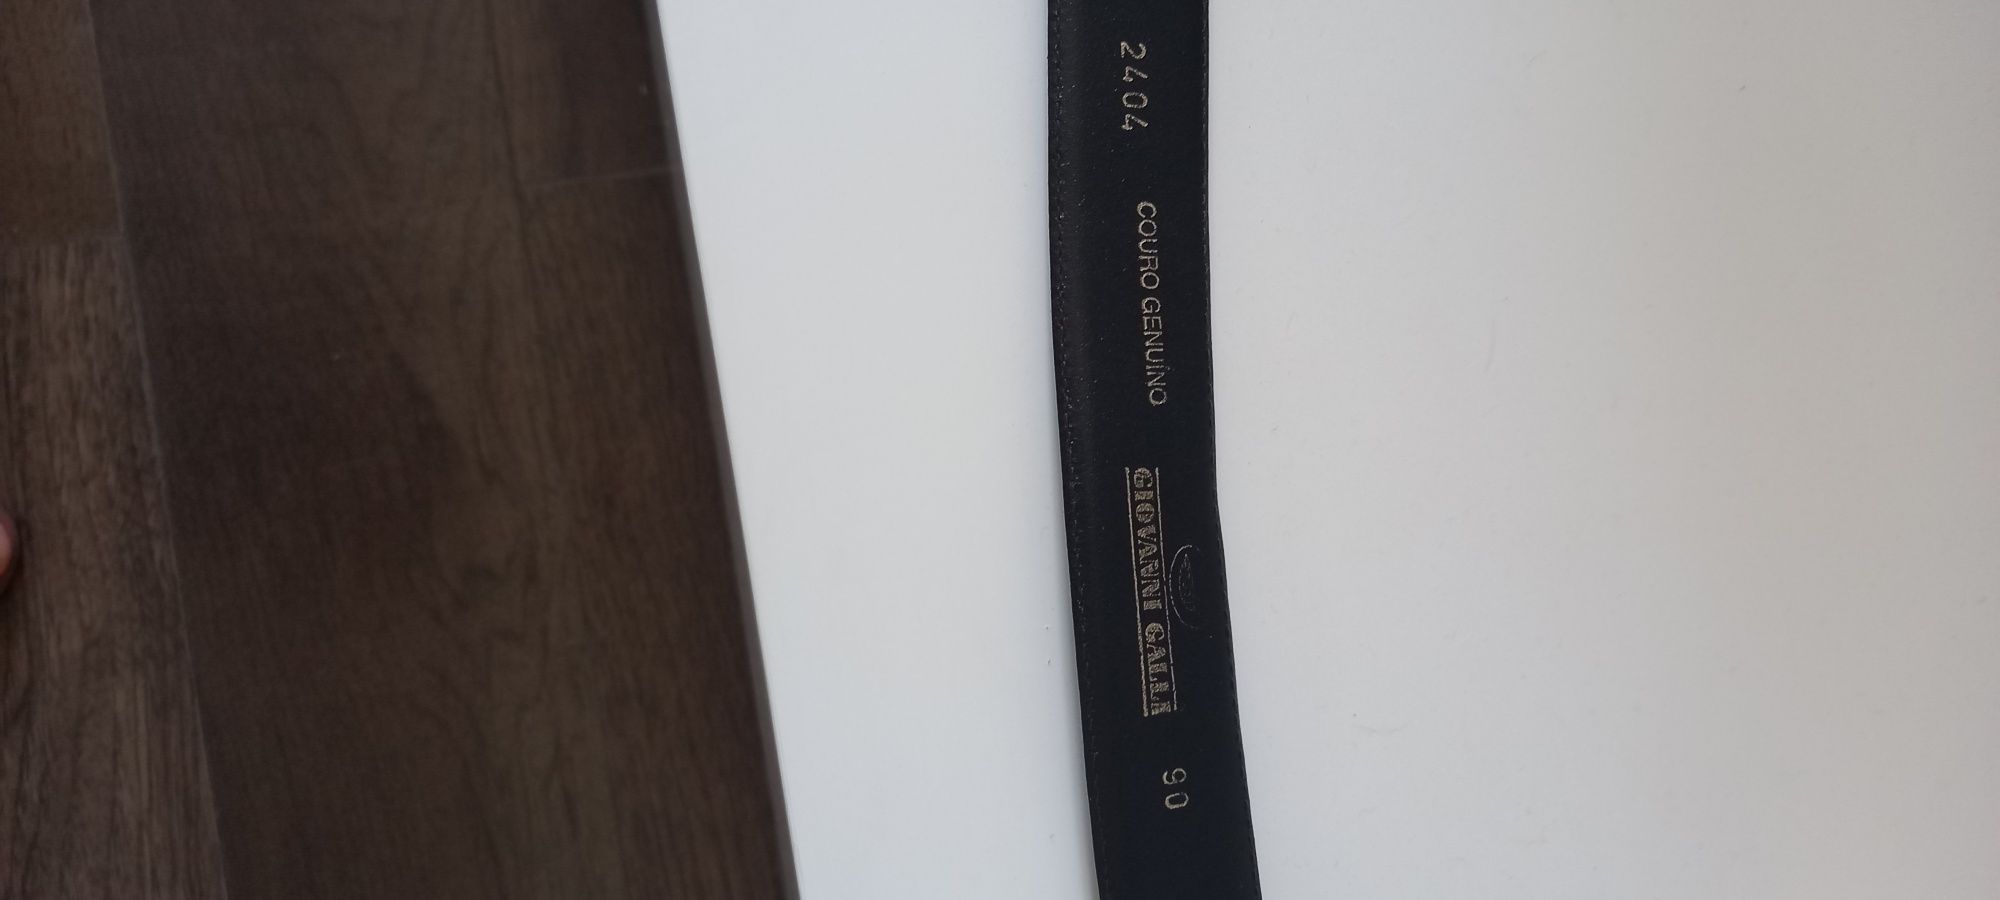 2404 COURO GENUÍNO GIOVANNI GALLI 90